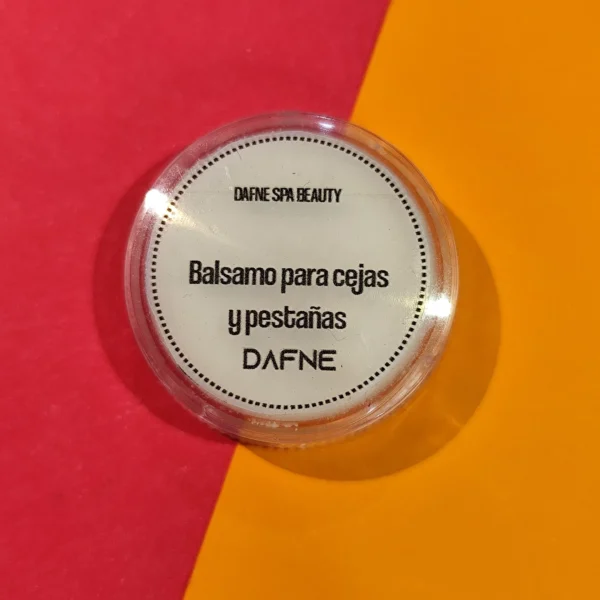 DAFNE SPA BEAUTY
Balsamo para cejas
y pestañas
DAFNE